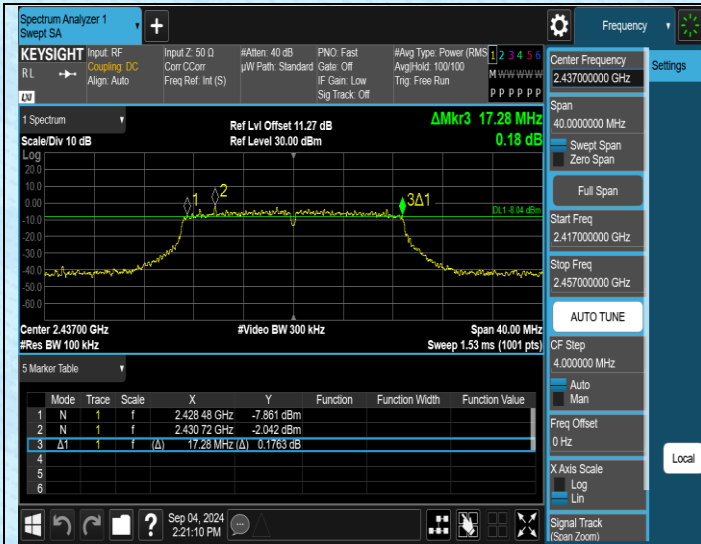 Spectrum Analyzer 1
Swept SA
+
Frequency
KEYSIGHT
RL
LXI
Input: RF
Coupling: DC
Align: Auto
Input Z: 50 Ω
Corr CCorr
Freq Ref: Int (S)
#Atten: 40 dB
µW Path: Standard
PNO: Fast
Gate: Off
IF Gain: Low
Sig Track: Off
#Avg Type: Power (RMS
Avg|Hold: 100/100
Trig: Free Run
1 2 3 4 5 6
M W W W W W
P P P P P P
1 Spectrum
Scale/Div 10 dB
Ref Lvl Offset 11.27 dB
Ref Level 30.00 dBm
ΔMkr3 17.28 MHz
0.18 dB
Log
20.0
10.0
0.00
-10.0
-20.0
-30.0
-40.0
-50.0
-60.0
1
2
3Δ1
DL1 -8.04 dBm
Center 2.43700 GHz
#Res BW 100 kHz
#Video BW 300 kHz
Span 40.00 MHz
Sweep 1.53 ms (1001 pts)
5 Marker Table
Mode Trace Scale X Y Function Function Width Function Value
1 N 1 f 2.428 48 GHz -7.861 dBm
2 N 1 f 2.430 72 GHz -2.042 dBm
3 Δ1 1 f (Δ) 17.28 MHz (Δ) 0.1763 dB
4
5
6
?
Sep 04, 2024
2:21:10 PM
Center Frequency
2.437000000 GHz
Span
40.0000000 MHz
Swept Span
Zero Span
Full Span
Start Freq
2.417000000 GHz
Stop Freq
2.457000000 GHz
AUTO TUNE
CF Step
4.000000 MHz
Auto
Man
Freq Offset
0 Hz
X Axis Scale
Log
Lin
Signal Track
(Span Zoom)
Settings
Local